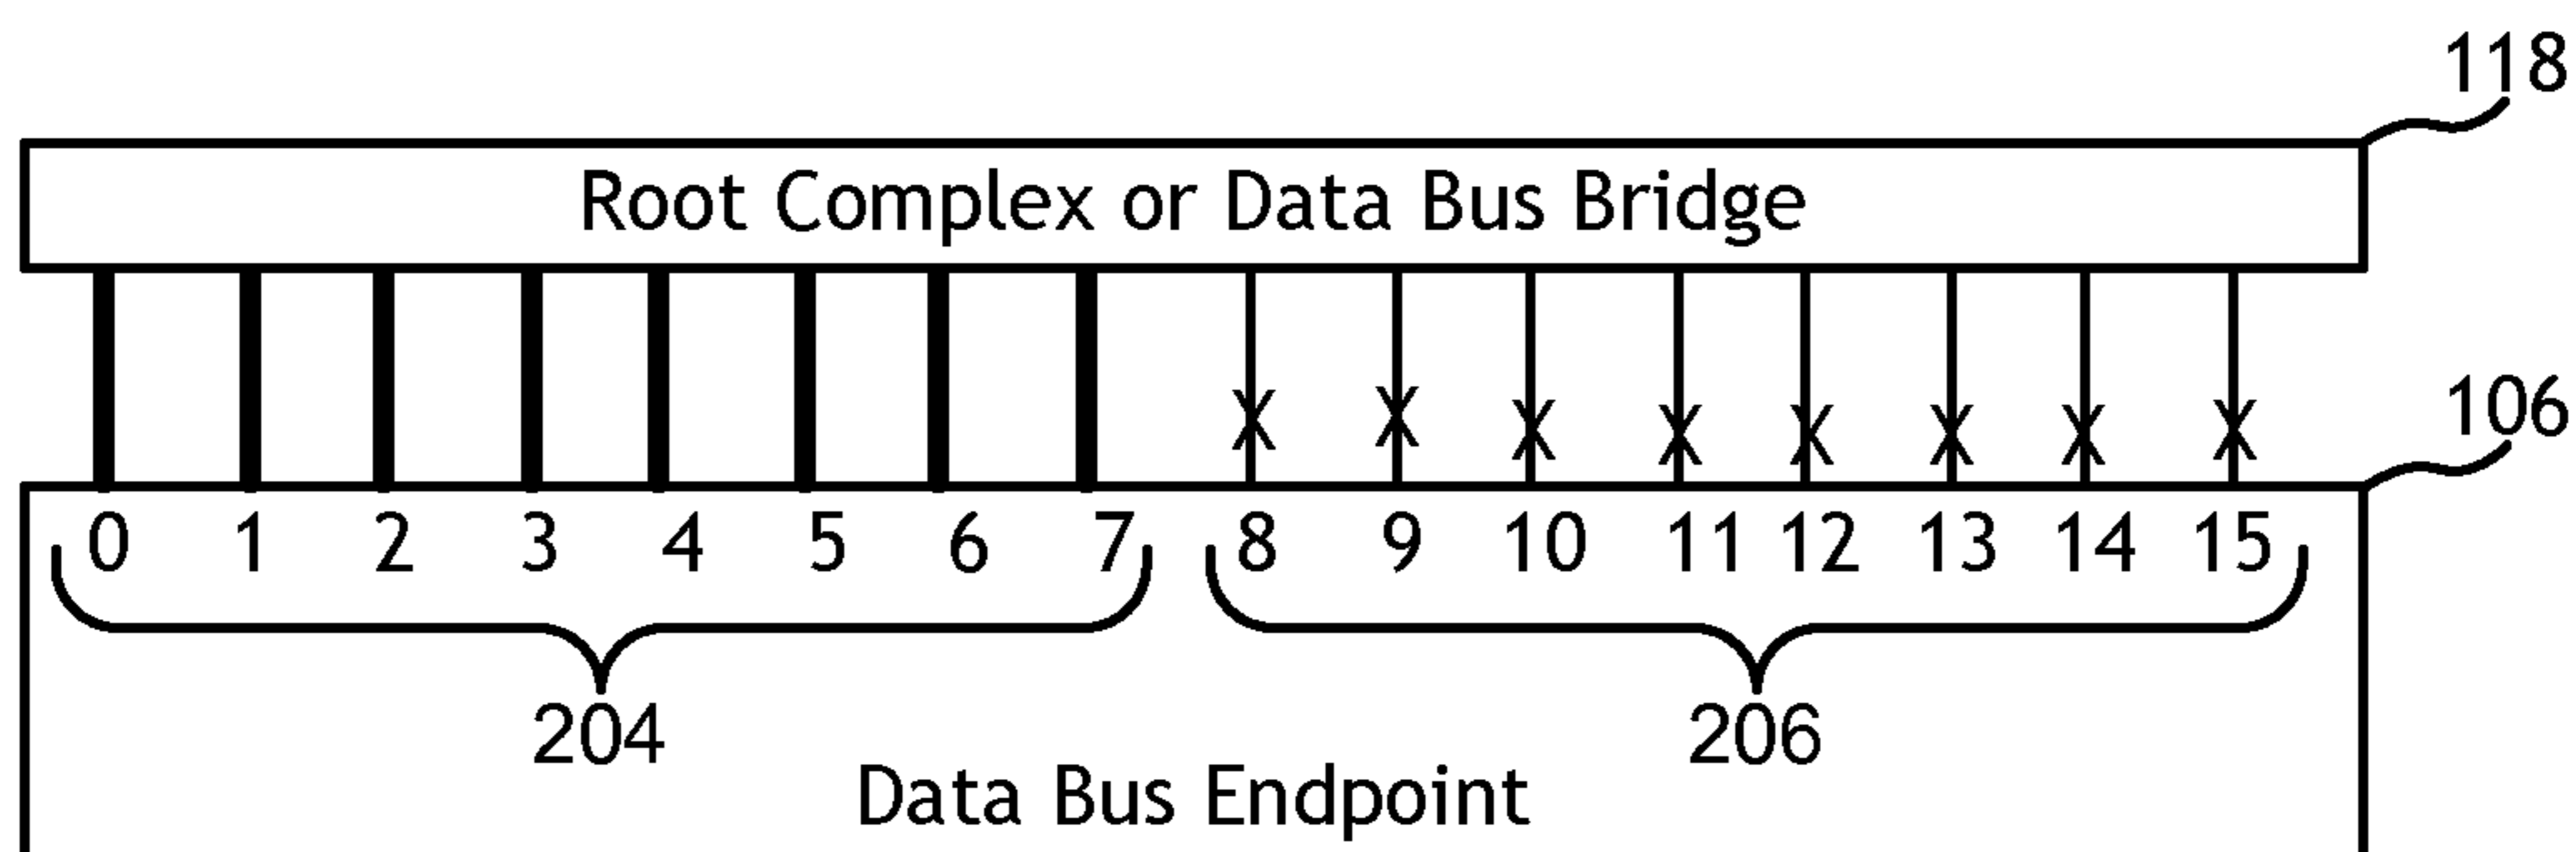 118
Root Complex or Data Bus Bridge
X X X X X X X X
106
0 1 2 3 4 5 6 7 8 9 10 11 12 13 14 15
204 206
Data Bus Endpoint